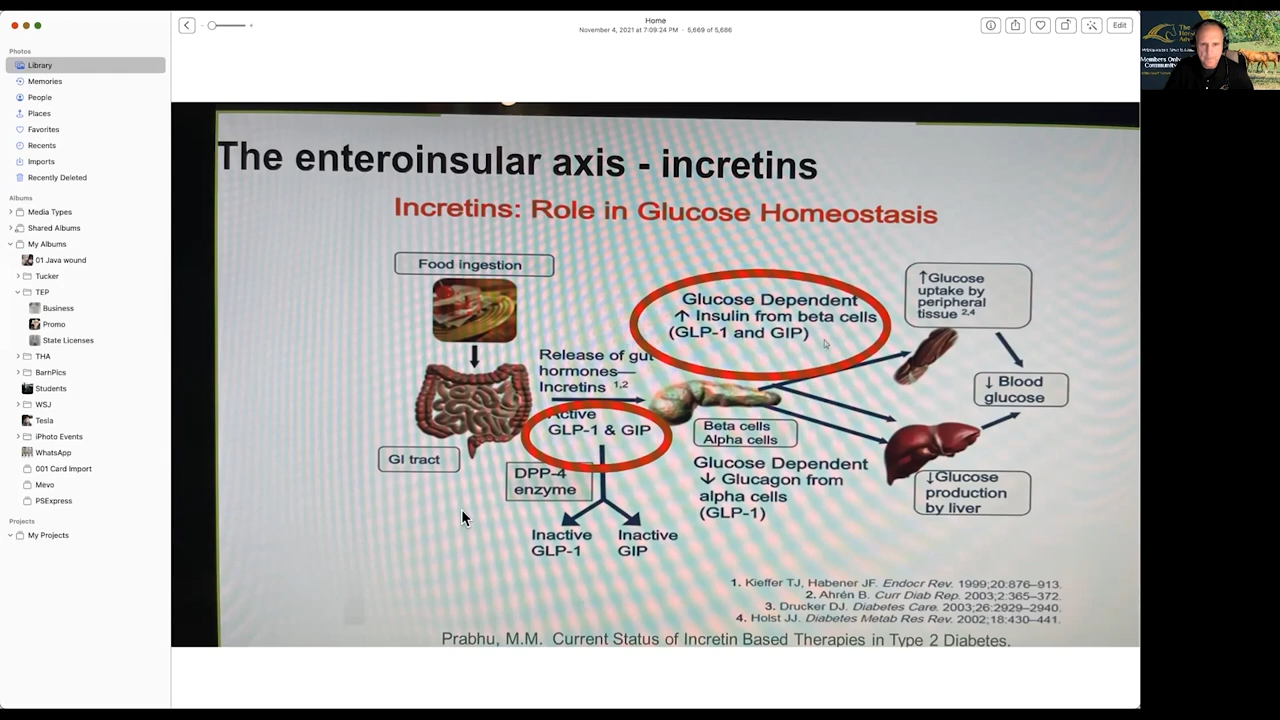 Home
November 4, 2021 at 7:09:24 PM · 5,669 of 5,686
Edit
Photos
Library
Memories
People
Places
Favorites
Recents
Imports
Recently Deleted
Albums
Media Types
Shared Albums
My Albums
01 Java wound
Tucker
TEP
Business
Promo
State Licenses
THA
BarnPics
Students
WSJ
Tesla
iPhoto Events
WhatsApp
001 Card Import
Mevo
PSExpress
Projects
My Projects
The enteroinsular axis - incretins
Incretins: Role in Glucose Homeostasis
Food ingestion
GI tract
Release of gut
hormones—
Incretins 1,2
Active
GLP-1 & GIP
DPP-4
enzyme
Inactive
GLP-1
Inactive
GIP
Glucose Dependent
↑ Insulin from beta cells
(GLP-1 and GIP)
Beta cells
Alpha cells
Glucose Dependent
↓ Glucagon from
alpha cells
(GLP-1)
↑Glucose
uptake by
peripheral
tissue 2,4
↓ Blood
glucose
↓Glucose
production
by liver
1. Kieffer TJ, Habener JF. Endocr Rev. 1999;20:876–913.
2. Ahrén B. Curr Diab Rep. 2003;2:365–372.
3. Drucker DJ. Diabetes Care. 2003;26:2929–2940.
4. Holst JJ. Diabetes Metab Res Rev. 2002;18:430–441.
Prabhu, M.M. Current Status of Incretin Based Therapies in Type 2 Diabetes.
The
Members Only
Community